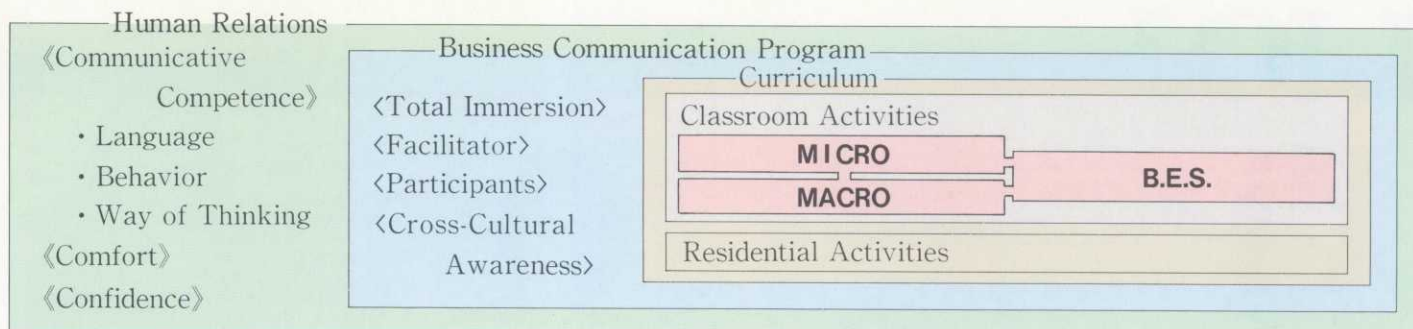 Human Relations
《Communicative
Competence》
・Language
・Behavior
・Way of Thinking
《Comfort》
《Confidence》
Business Communication Program
〈Total Immersion〉
〈Facilitator〉
〈Participants〉
〈Cross-Cultural
Awareness〉
Curriculum
Classroom Activities
MICRO
MACRO
B.E.S.
Residential Activities